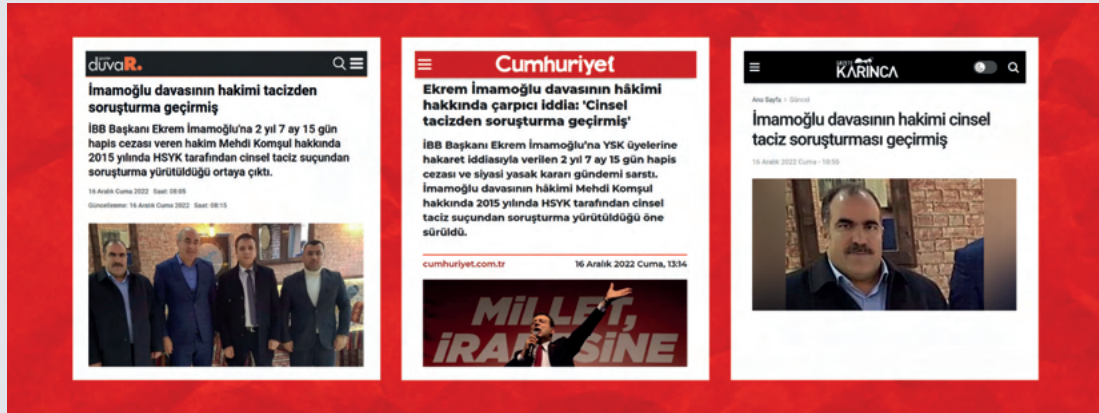 gazete
duvaR.
İmamoğlu davasının hakimi tacizden
soruşturma geçirmiş
İBB Başkanı Ekrem İmamoğlu'na 2 yıl 7 ay 15 gün
hapis cezası veren hakim Mehdi Komşul hakkında
2015 yılında HSYK tarafından cinsel taciz suçundan
soruşturma yürütüldüğü ortaya çıktı.
16 Aralık Cuma 2022 Saat: 08:05
Güncellenme: 16 Aralık Cuma 2022 Saat: 08:15
Cumhuriyet
Ekrem İmamoğlu davasının hâkimi
hakkında çarpıcı iddia: 'Cinsel
tacizden soruşturma geçirmiş'
İBB Başkanı Ekrem İmamoğlu'na YSK üyelerine
hakaret iddiasıyla verilen 2 yıl 7 ay 15 gün hapis
cezası ve siyasi yasak kararı gündemi sarstı.
İmamoğlu davasının hâkimi Mehdi Komşul
hakkında 2015 yılında HSYK tarafından cinsel
taciz suçundan soruşturma yürütüldüğü öne
sürüldü.
cumhuriyet.com.tr 16 Aralık 2022 Cuma, 13:14
MİLLET,
İRADESİNE
GAZETE
KARINCA
Ana Sayfa > Güncel
İmamoğlu davasının hakimi cinsel
taciz soruşturması geçirmiş
16 Aralık 2022 Cuma - 10:55